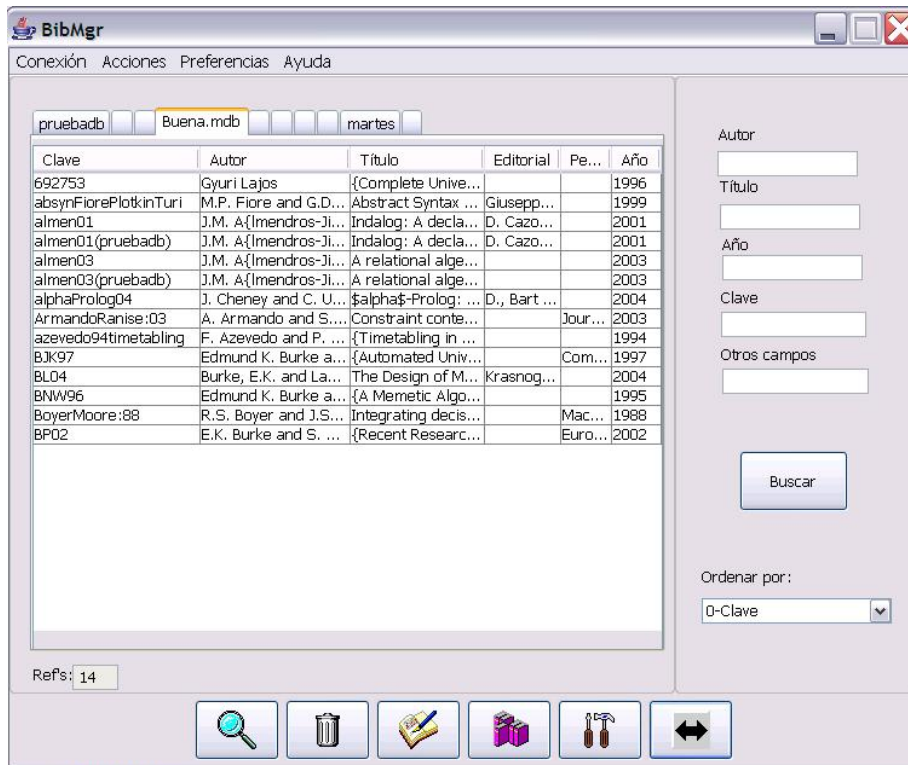 BibMgr
Conexión Acciones Preferencias Ayuda
pruebadb Buena.mdb martes
Clave Autor Título Editorial Pe... Año
692753 Gyuri Lajos {Complete Unive... 1996
absynFiorePlotkinTuri M.P. Fiore and G.D... Abstract Syntax ... Giusepp... 1999
almen01 J.M. A{lmendros-Ji... Indalog: A decla... D. Cazo... 2001
almen01(pruebadb) J.M. A{lmendros-Ji... Indalog: A decla... D. Cazo... 2001
almen03 J.M. A{lmendros-Ji... A relational alge... 2003
almen03(pruebadb) J.M. A{lmendros-Ji... A relational alge... 2003
alphaProlog04 J. Cheney and C. U... $alpha$-Prolog: ... D., Bart ... 2004
ArmandoRanise:03 A. Armando and S.... Constraint conte... Jour... 2003
azevedo94timetabling F. Azevedo and P. ... {Timetabling in ... 1994
BJK97 Edmund K. Burke a... {Automated Univ... Com... 1997
BL04 Burke, E.K. and La... The Design of M... Krasnog... 2004
BNW96 Edmund K. Burke a... {A Memetic Algo... 1995
BoyerMoore:88 R.S. Boyer and J.S... Integrating decis... Mac... 1988
BP02 E.K. Burke and S. ... {Recent Researc... Euro... 2002
Ref's: 14
Autor
Título
Año
Clave
Otros campos
Buscar
Ordenar por:
0-Clave